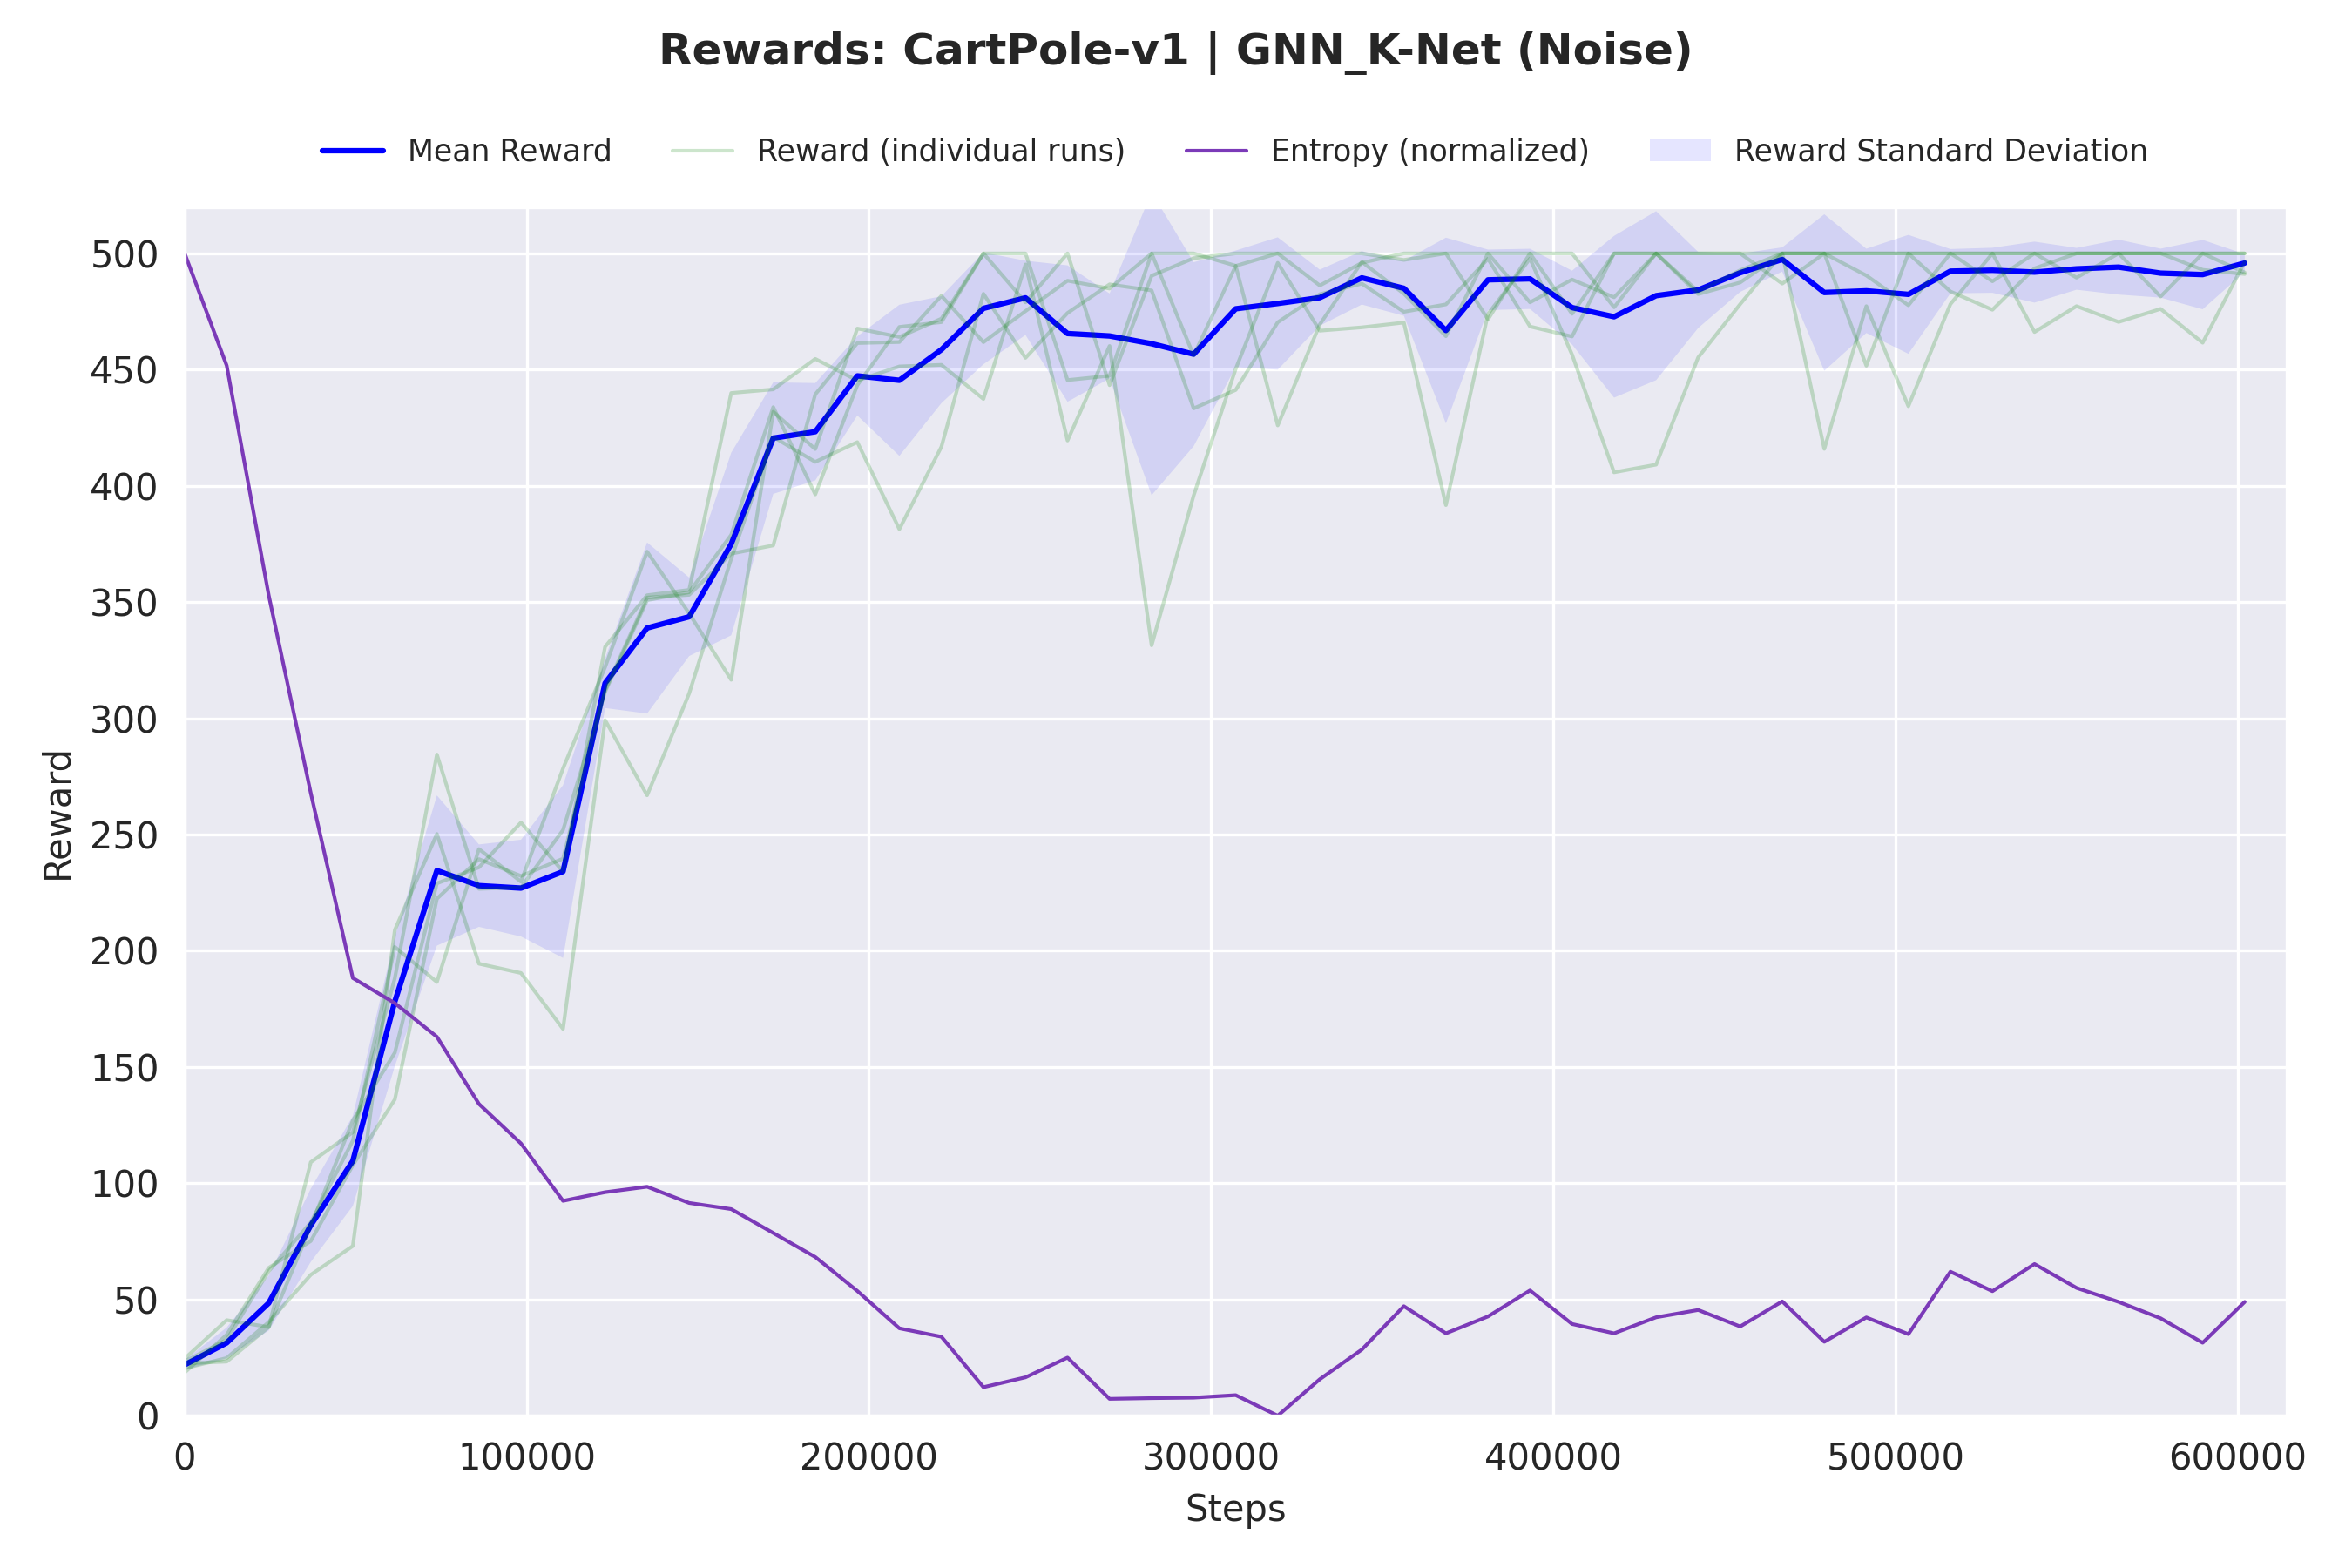 Rewards: CartPole-v1 | GNN_K-Net (Noise)
Mean Reward Reward (individual runs) Entropy (normalized) Reward Standard Deviation
500
450
400
350
300
250
200
150
100
50
0
Reward
0 100000 200000 300000 400000 500000 600000
Steps